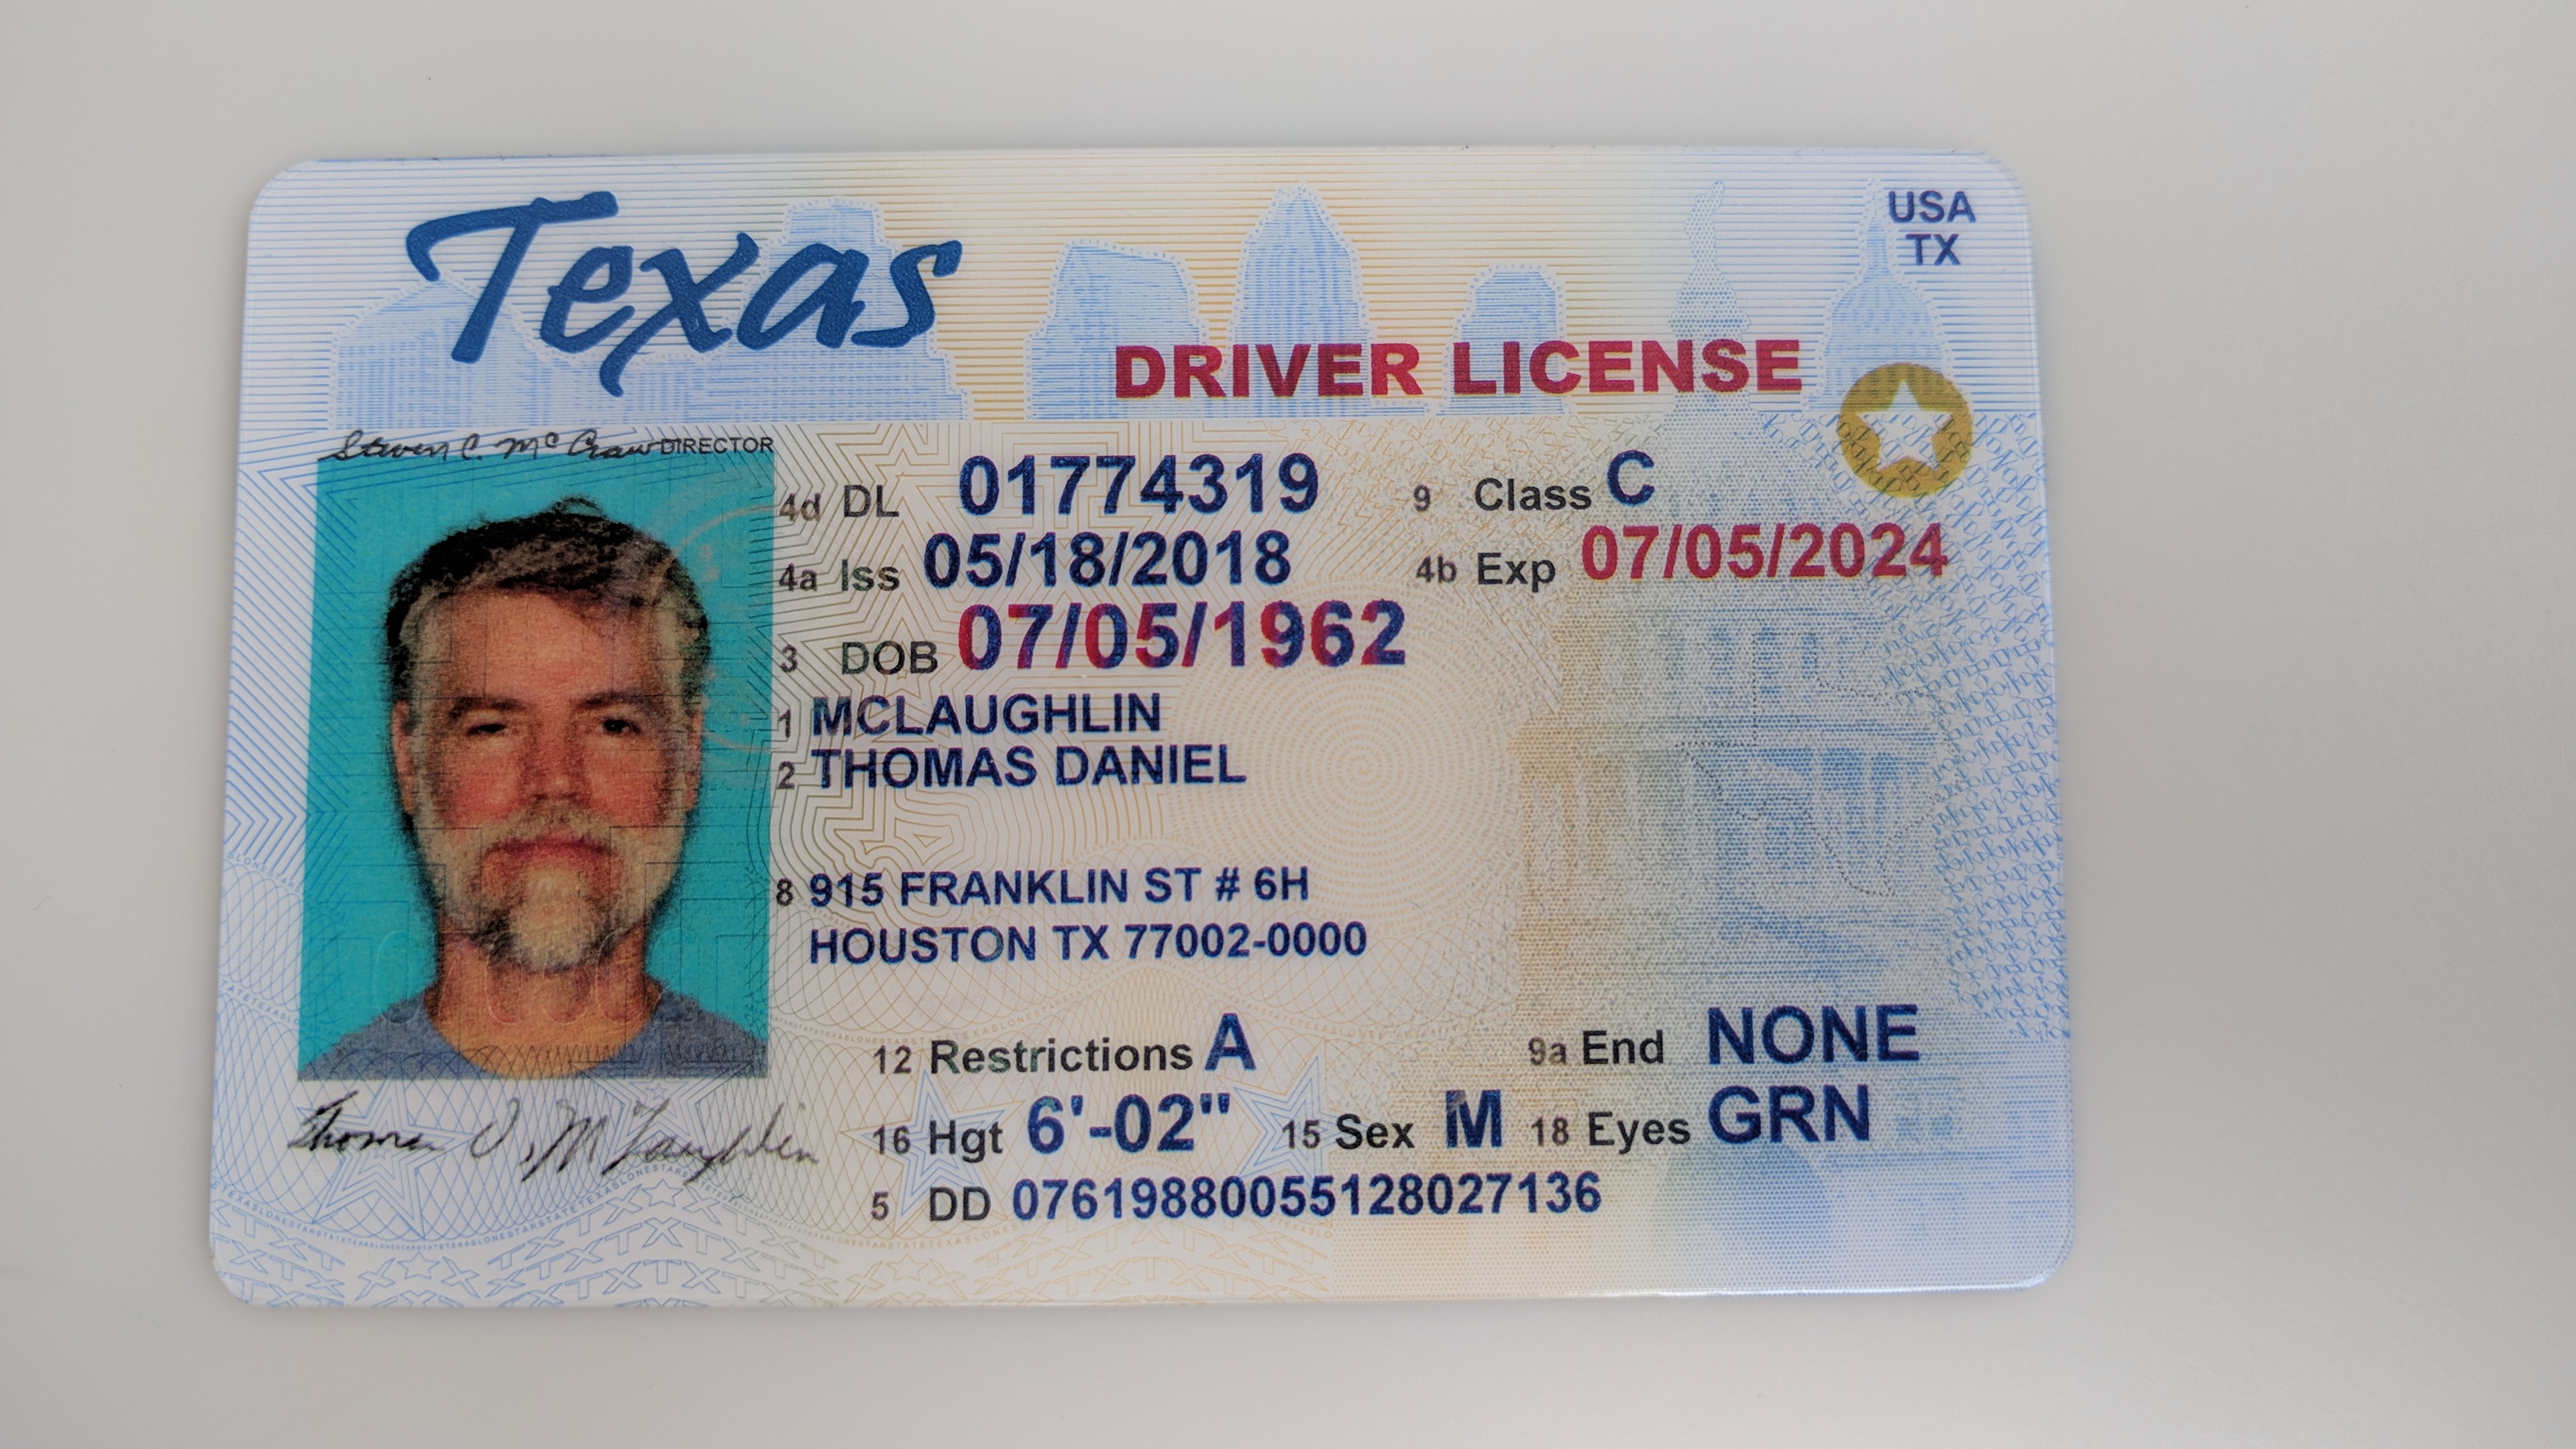 Texas
USA
TX
DRIVER LICENSE
Steven C. McCraw DIRECTOR
4d DL 01774319 9 Class C
4a Iss 05/18/2018 4b Exp 07/05/2024
3 DOB 07/05/1962
1 MCLAUGHLIN
2 THOMAS DANIEL
8 915 FRANKLIN ST # 6H
HOUSTON TX 77002-0000
12 Restrictions A 9a End NONE
16 Hgt 6'-02" 15 Sex M 18 Eyes GRN
5 DD 07619880055128027136
Thomas D. McLaughlin